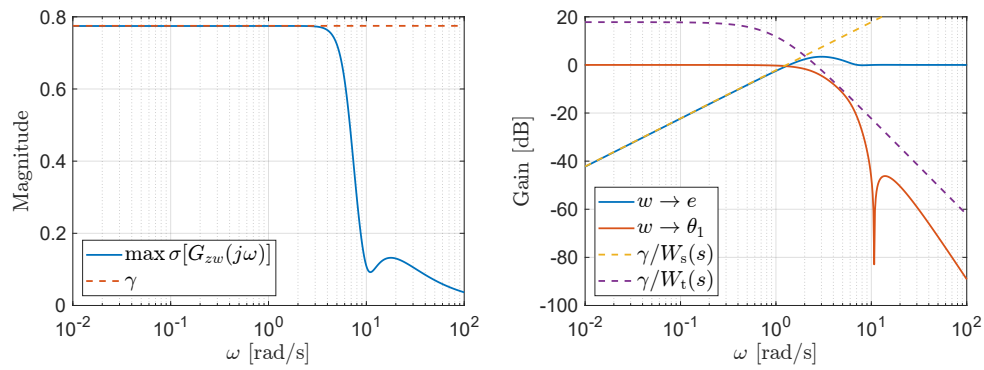 0.8
0.6
0.4
0.2
0
Magnitude
max σ[G_{zw}(jω)]
γ
10^{-2} 10^{-1} 10^{0} 10^{1} 10^{2}
ω [rad/s]
20
0
-20
-40
-60
-80
-100
Gain [dB]
w → e
w → θ_1
γ/W_s(s)
γ/W_t(s)
10^{-2} 10^{-1} 10^{0} 10^{1} 10^{2}
ω [rad/s]